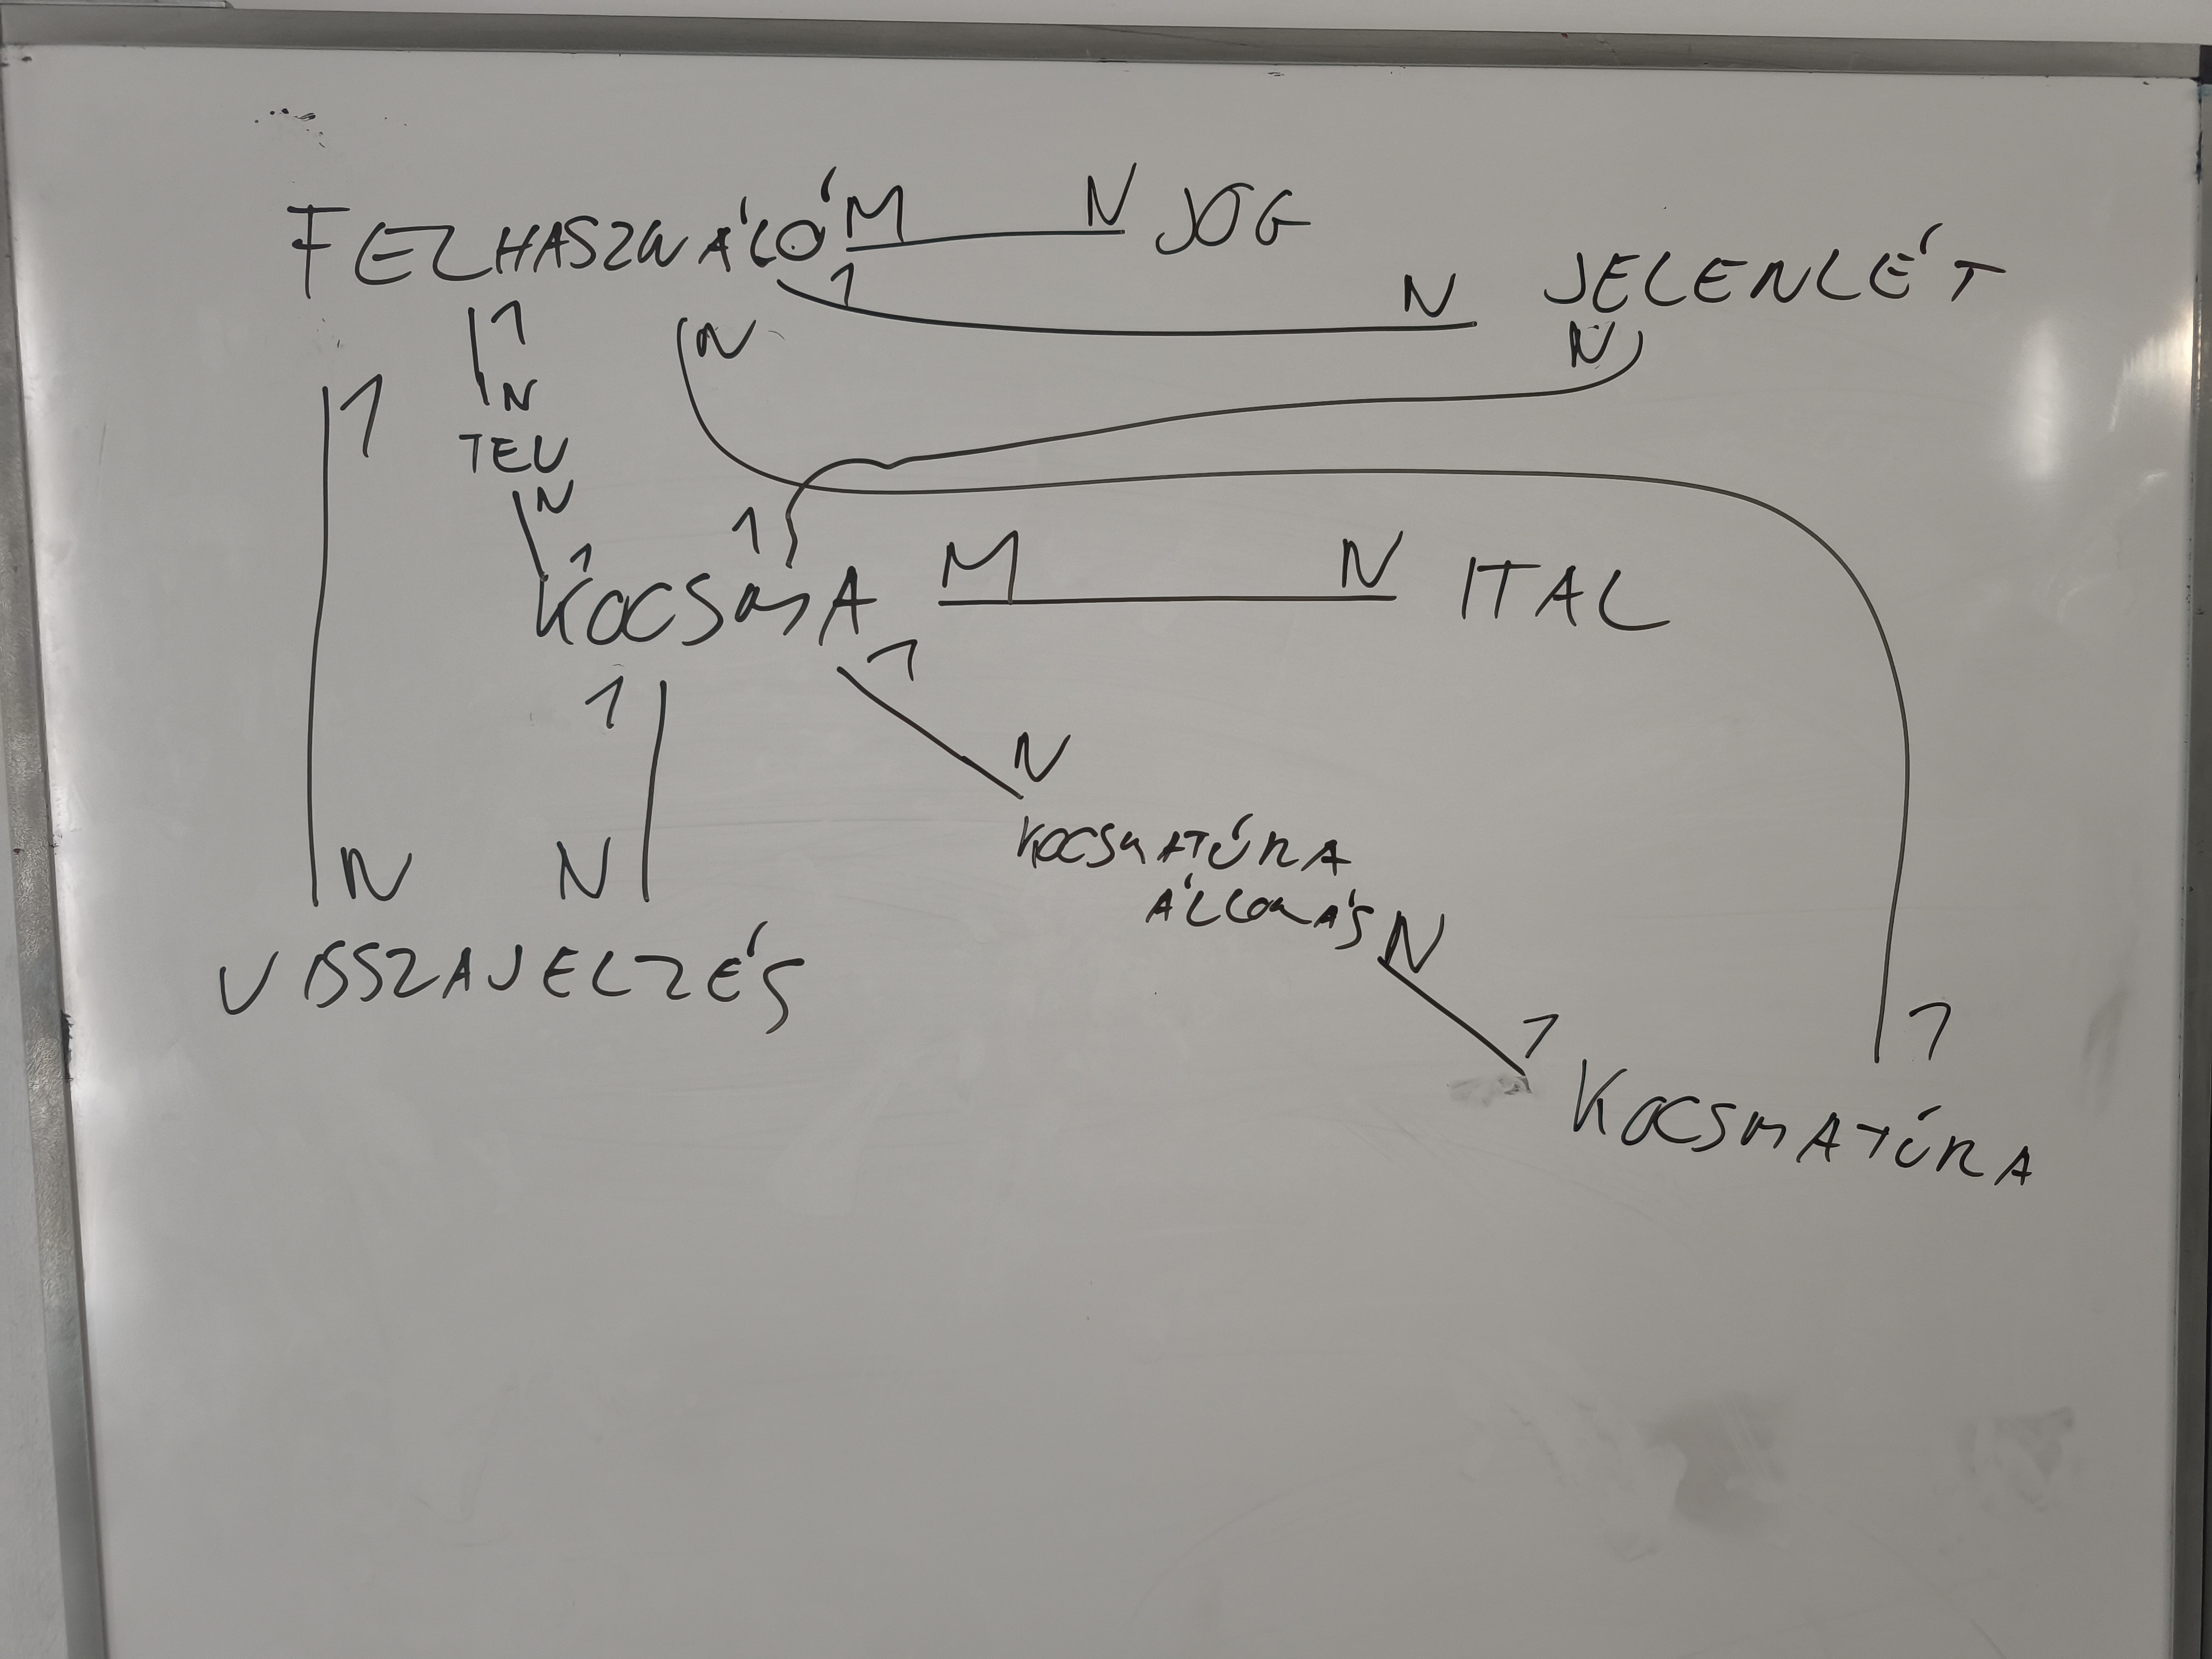 FELHASZNÁLÓ M N JOG
1 N JELENLÉT
1 N N
1 N
TEV
N
1 1 M N ITAL
KOCSMA
1 1
N
KOCSMATÚRA
N N ÁLLOMÁS N
VISSZAJELZÉS
1 1
KOCSMATÚRA